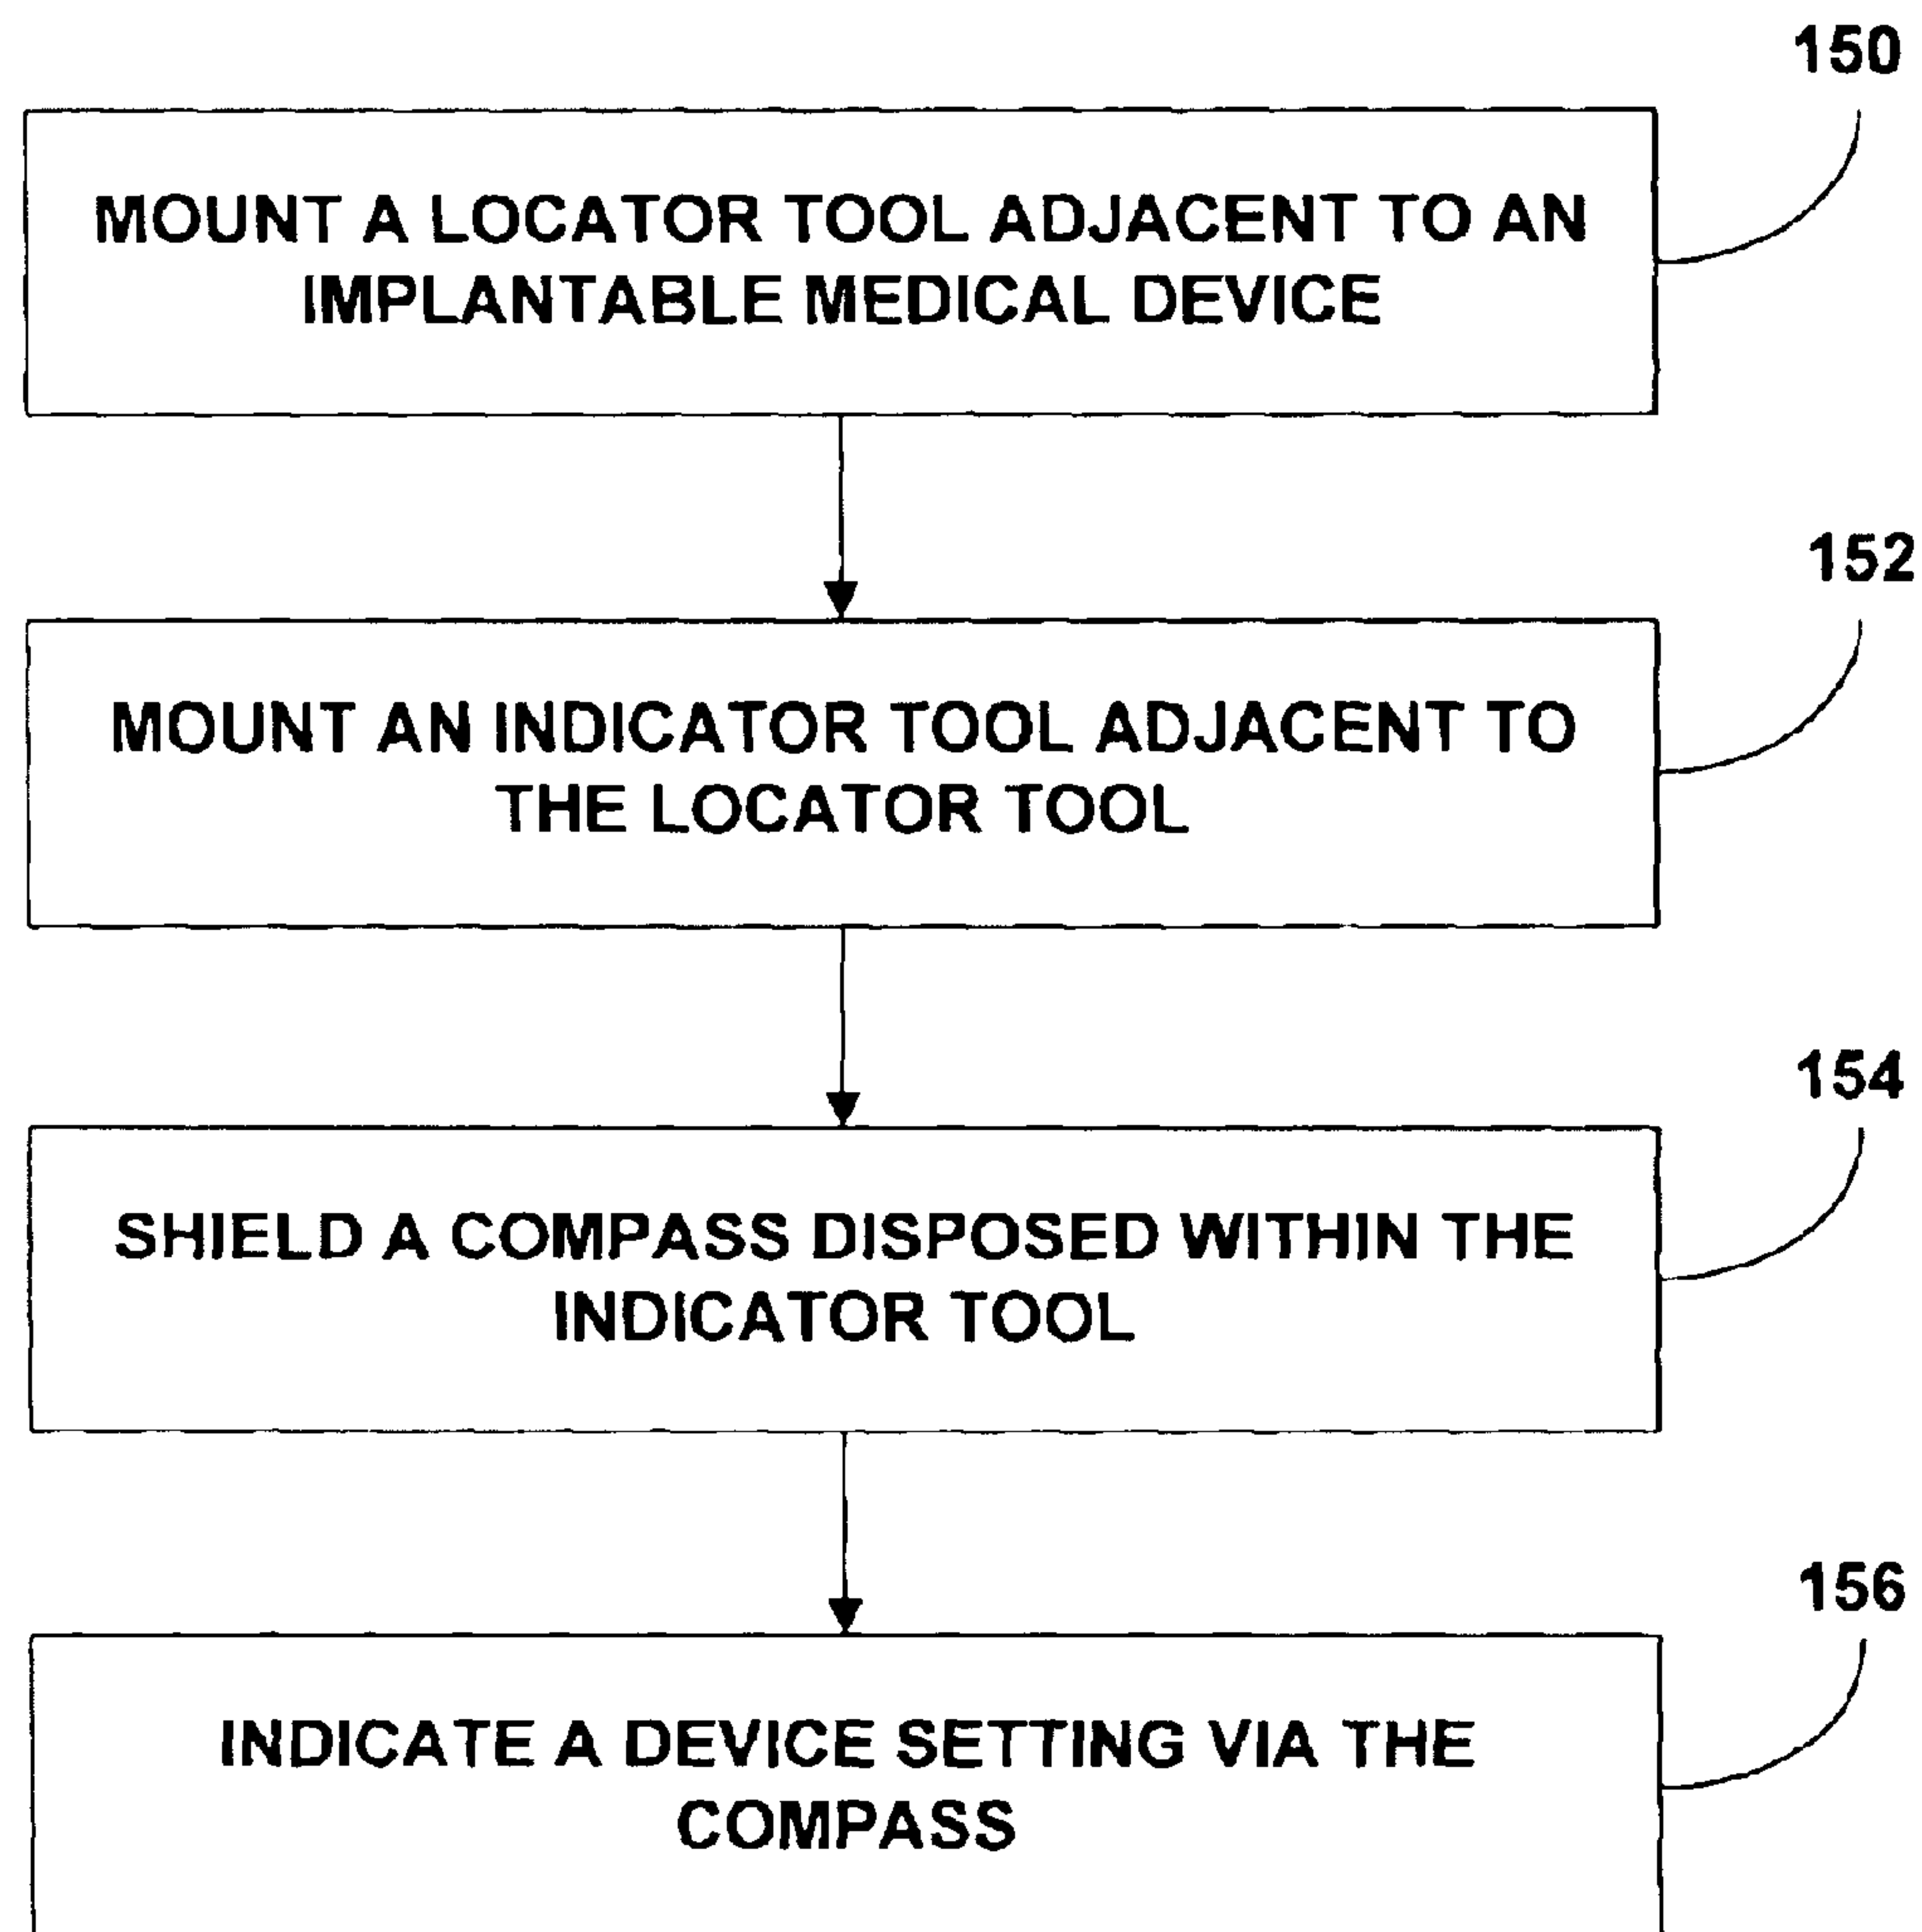 150
MOUNT A LOCATOR TOOL ADJACENT TO AN
IMPLANTABLE MEDICAL DEVICE
152
MOUNT AN INDICATOR TOOL ADJACENT TO
THE LOCATOR TOOL
154
SHIELD A COMPASS DISPOSED WITHIN THE
INDICATOR TOOL
156
INDICATE A DEVICE SETTING VIA THE
COMPASS